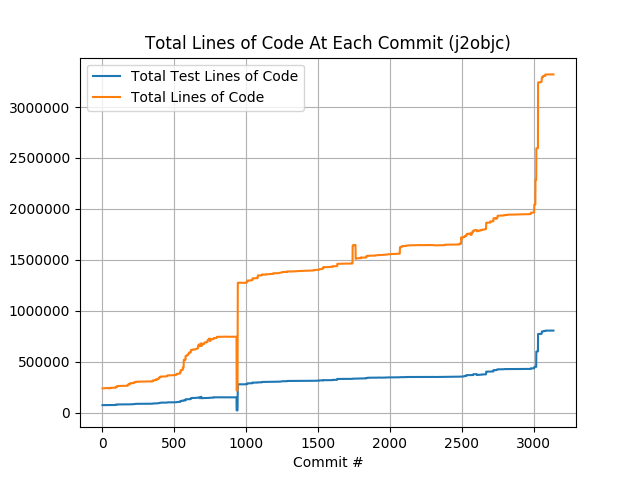 Total Lines of Code At Each Commit (j2objc)
Total Test Lines of Code
Total Lines of Code
3000000
2500000
2000000
1500000
1000000
500000
0
0 500 1000 1500 2000 2500 3000
Commit #